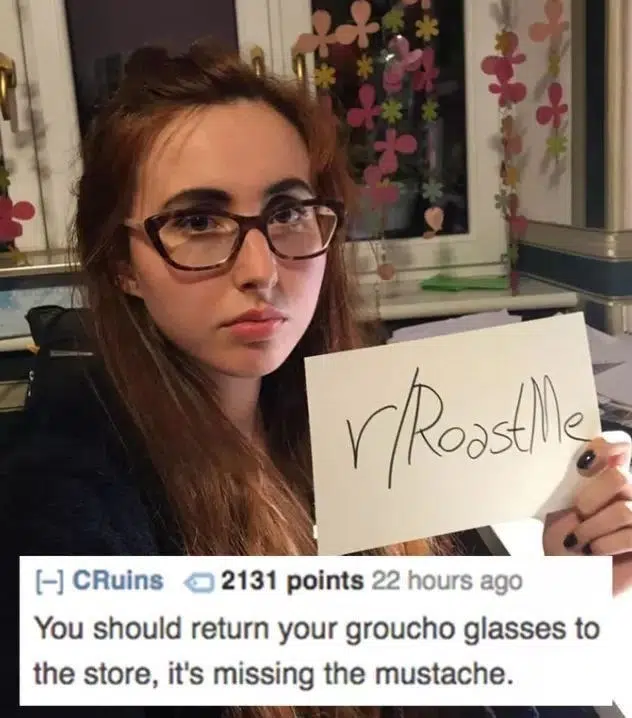 r/RoastMe
[–] CRuins 2131 points 22 hours ago
You should return your groucho glasses to
the store, it's missing the mustache.